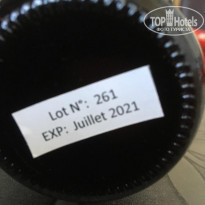 TOP Hotels
Lot N°: 261
EXP: Juillet 2021